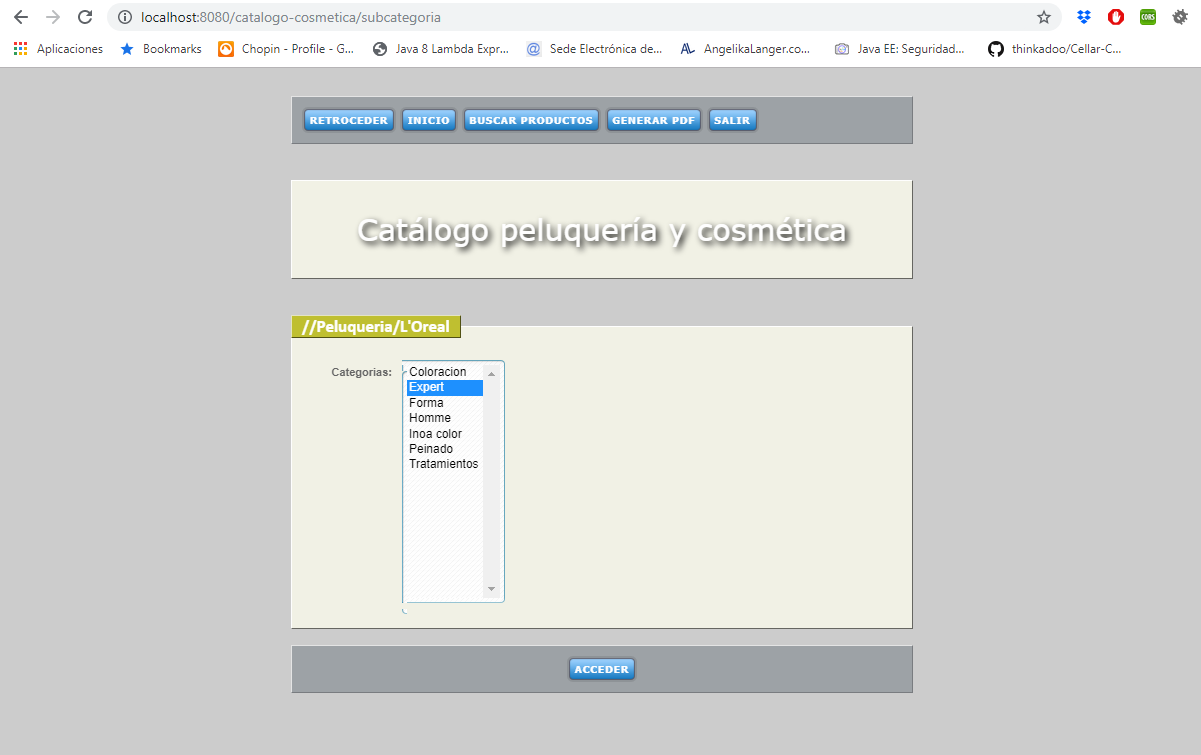 localhost:8080/catalogo-cosmetica/subcategoria
CORS
Aplicaciones Bookmarks Chopin - Profile - G... Java 8 Lambda Expr... Sede Electrónica de... AngelikaLanger.co... Java EE: Seguridad... thinkadoo/Cellar-C...
RETROCEDER INICIO BUSCAR PRODUCTOS GENERAR PDF SALIR
Catálogo peluquería y cosmética
//Peluqueria/L'Oreal
Categorias:
Coloracion
Expert
Forma
Homme
Inoa color
Peinado
Tratamientos
ACCEDER